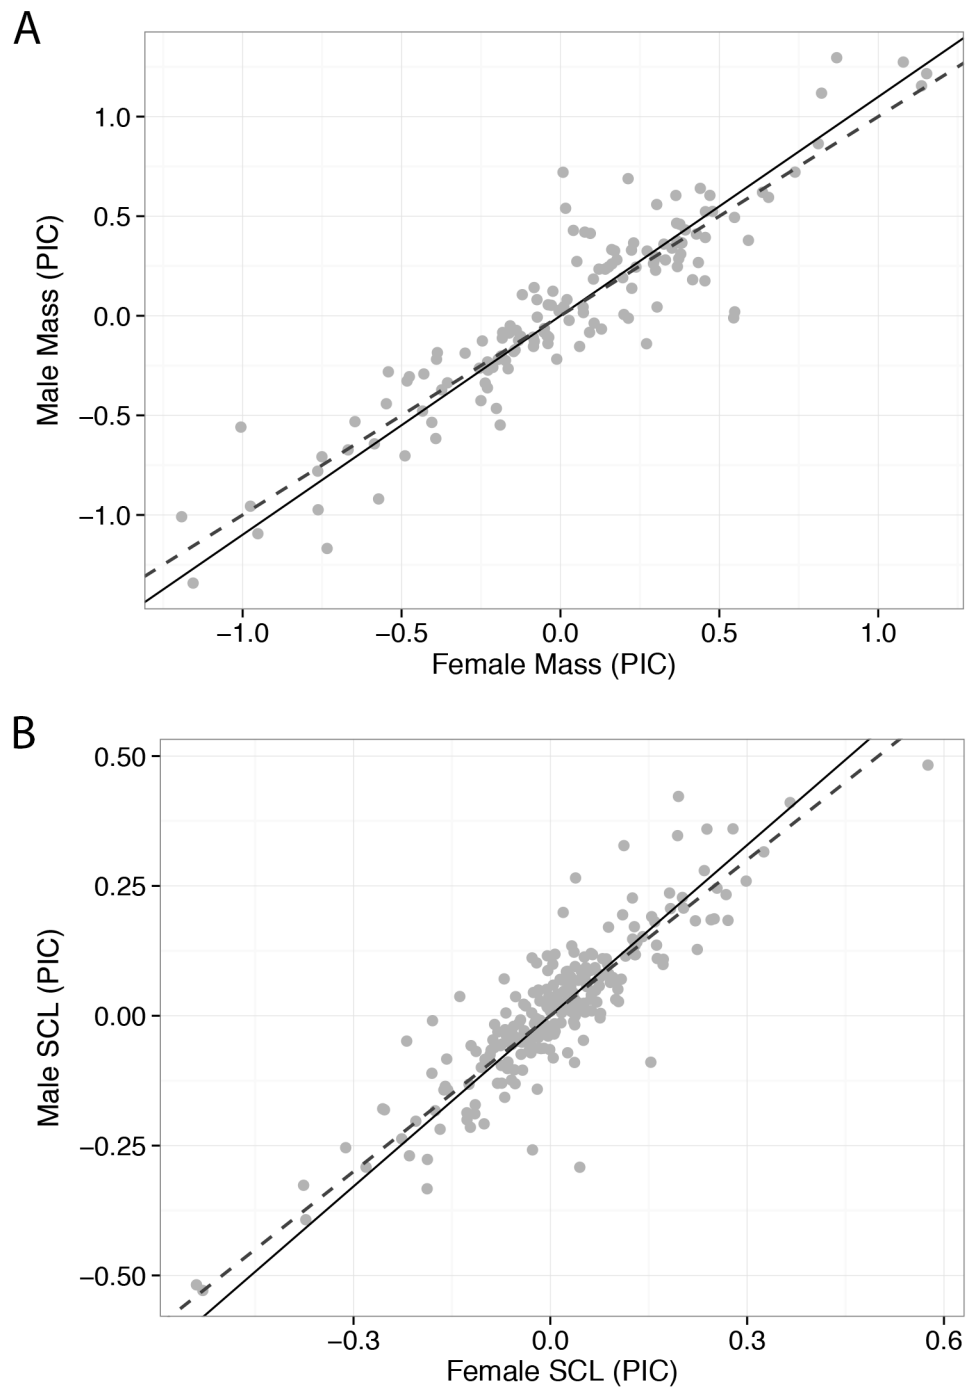 A
1.0
0.5
0.0
−0.5
−1.0
Male Mass (PIC)
−1.0 −0.5 0.0 0.5 1.0
Female Mass (PIC)
B
0.50
0.25
0.00
−0.25
−0.50
Male SCL (PIC)
−0.3 0.0 0.3 0.6
Female SCL (PIC)